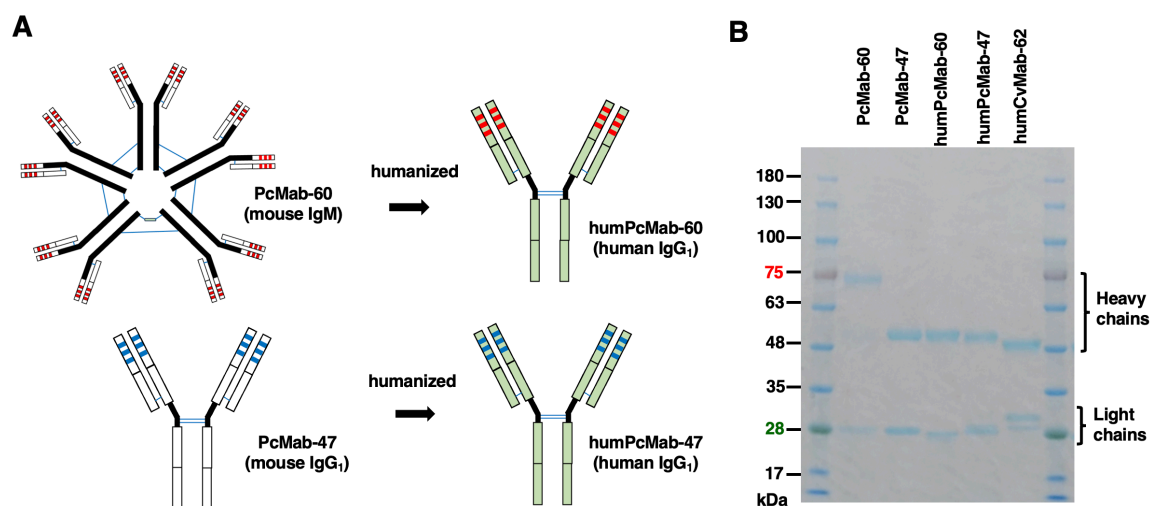 A
PcMab-60
(mouse IgM)
humanized
humPcMab-60
(human IgG₁)
PcMab-47
(mouse IgG₁)
humanized
humPcMab-47
(human IgG₁)
B
PcMab-60
PcMab-47
humPcMab-60
humPcMab-47
humCvMab-62
180
130
100
75
63
48
35
28
17
kDa
Heavy
chains
Light
chains